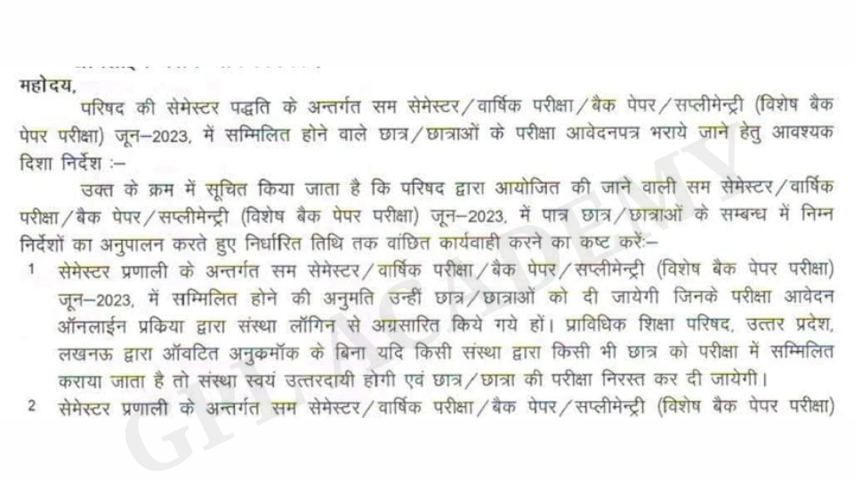 महोदय,
परिषद की सेमेस्टर पद्धति के अन्तर्गत सम सेमेस्टर/वार्षिक परीक्षा/बैक पेपर/सप्लीमेन्ट्री (विशेष बैक
पेपर परीक्षा) जून–2023, में सम्मिलित होने वाले छात्र/छात्राओं के परीक्षा आवेदनपत्र भराये जाने हेतु आवश्यक
दिशा निर्देश :–
उक्त के क्रम में सूचित किया जाता है कि परिषद द्वारा आयोजित की जाने वाली सम सेमेस्टर/वार्षिक
परीक्षा/बैक पेपर/सप्लीमेन्ट्री (विशेष बैक पेपर परीक्षा) जून–2023, में पात्र छात्र/छात्राओं के सम्बन्ध में निम्न
निर्देशों का अनुपालन करते हुए निर्धारित तिथि तक वांछित कार्यवाही करने का कष्ट करें:–
1 सेमेस्टर प्रणाली के अन्तर्गत सम सेमेस्टर/वार्षिक परीक्षा/बैक पेपर/सप्लीमेन्ट्री (विशेष बैक पेपर परीक्षा)
जून–2023, में सम्मिलित होने की अनुमति उन्हीं छात्र/छात्राओं को दी जायेगी जिनके परीक्षा आवेदन
ऑनलाईन प्रकिया द्वारा संस्था लॉगिन से अग्रसारित किये गये हों। प्राविधिक शिक्षा परिषद, उत्तर प्रदेश,
लखनऊ द्वारा ऑवटित अनुकमॉक के बिना यदि किसी संस्था द्वारा किसी भी छात्र को परीक्षा में सम्मिलित
कराया जाता है तो संस्था स्वयं उत्तरदायी होगी एवं छात्र/छात्रा की परीक्षा निरस्त कर दी जायेगी।
2 सेमेस्टर प्रणाली के अन्तर्गत सम सेमेस्टर/वार्षिक परीक्षा/बैक पेपर/सप्लीमेन्ट्री (विशेष बैक पेपर परीक्षा)
GPL ACADEMY